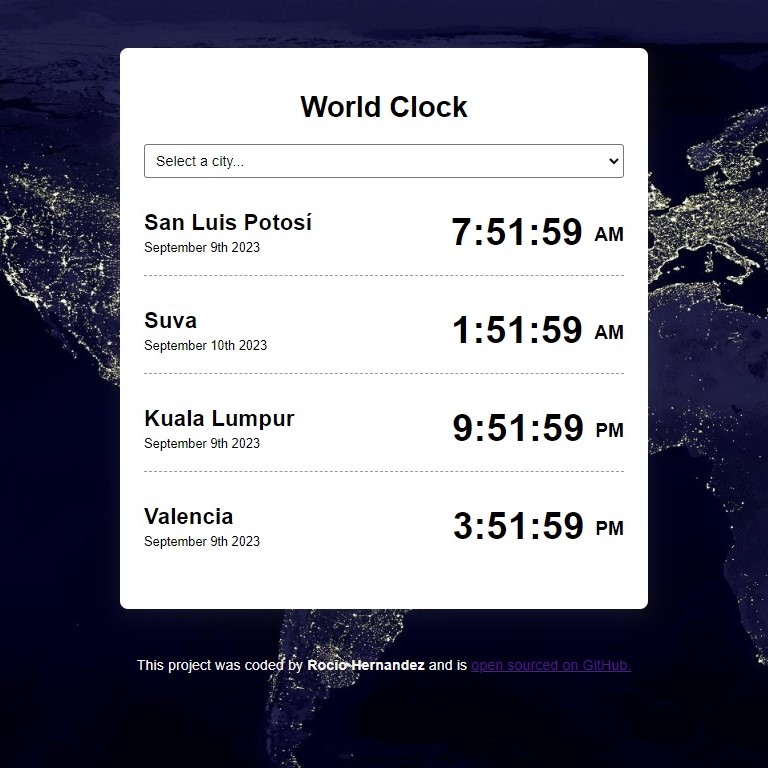 World Clock
Select a city...
San Luis Potosí
7:51:59 AM
September 9th 2023
Suva
1:51:59 AM
September 10th 2023
Kuala Lumpur
9:51:59 PM
September 9th 2023
Valencia
3:51:59 PM
September 9th 2023
This project was coded by Rocio Hernandez and is open sourced on GitHub.